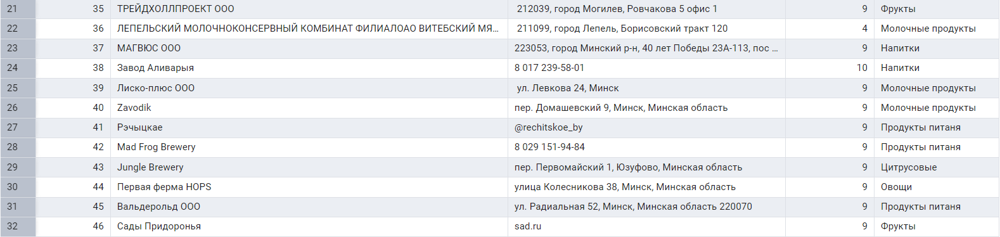 21 35 ТРЕЙДХОЛЛПРОЕКТ ООО 212039, город Могилев, Ровчакова 5 офис 1 9 Фрукты
22 36 ЛЕПЕЛЬСКИЙ МОЛОЧНОКОНСЕРВНЫЙ КОМБИНАТ ФИЛИАЛОАО ВИТЕБСКИЙ МЯ... 211099, город Лепель, Борисовский тракт 120 4 Молочные продукты
23 37 МАГВЮС ООО 223053, город Минский р-н, 40 лет Победы 23А-113, пос ... 9 Напитки
24 38 Завод Аливарыя 8 017 239-58-01 10 Напитки
25 39 Лиско-плюс ООО ул. Левкова 24, Минск 9 Молочные продукты
26 40 Zavodik пер. Домашевский 9, Минск, Минская область 9 Молочные продукты
27 41 Рэчыцкае @rechitskoe_by 9 Продукты питаня
28 42 Mad Frog Brewery 8 029 151-94-84 9 Продукты питаня
29 43 Jungle Brewery пер. Первомайский 1, Юзуфово, Минская область 9 Цитрусовые
30 44 Первая ферма HOPS улица Колесникова 38, Минск, Минская область 9 Овощи
31 45 Вальдерольд ООО ул. Радиальная 52, Минск, Минская область 220070 9 Продукты питаня
32 46 Сады Придоронья sad.ru 9 Фрукты